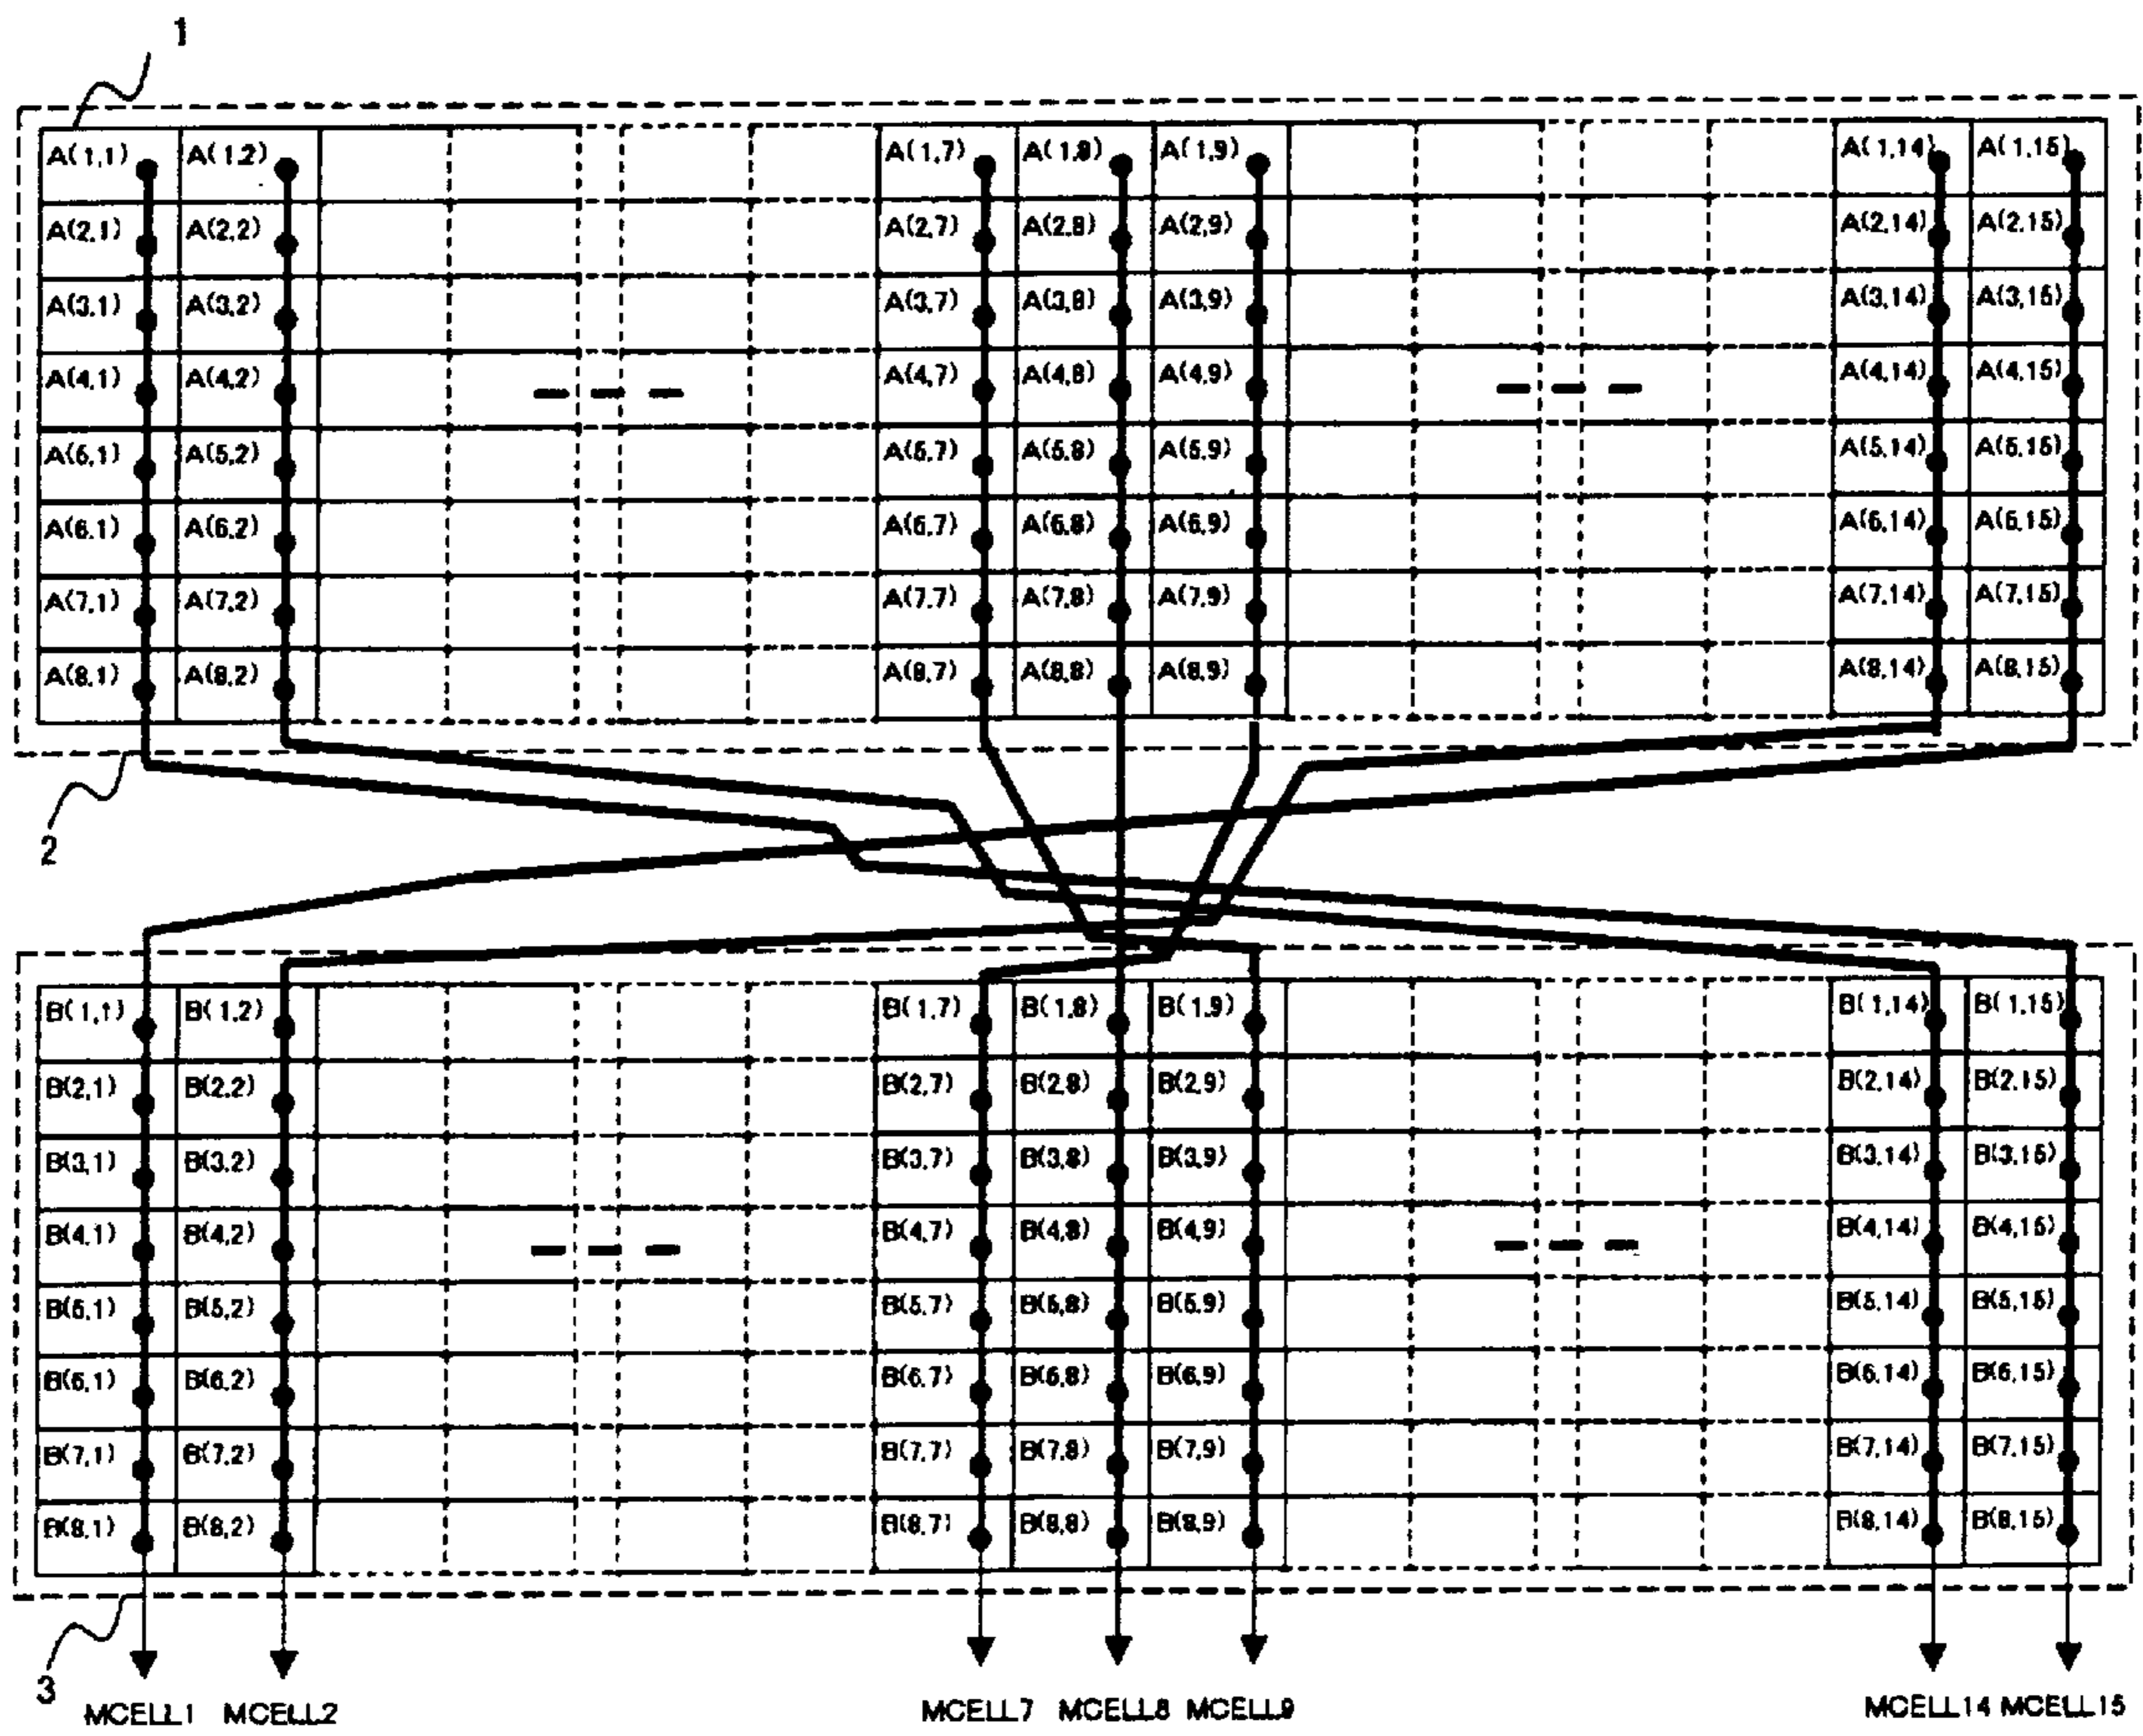 1
A(1,1) A(1,2) A(1,7) A(1,8) A(1,9) A(1,14) A(1,15)
A(2,1) A(2,2) A(2,7) A(2,8) A(2,9) A(2,14) A(2,15)
A(3,1) A(3,2) A(3,7) A(3,8) A(3,9) A(3,14) A(3,15)
A(4,1) A(4,2) A(4,7) A(4,8) A(4,9) A(4,14) A(4,15)
A(5,1) A(5,2) A(5,7) A(5,8) A(5,9) A(5,14) A(5,15)
A(6,1) A(6,2) A(6,7) A(6,8) A(6,9) A(6,14) A(6,15)
A(7,1) A(7,2) A(7,7) A(7,8) A(7,9) A(7,14) A(7,15)
A(8,1) A(8,2) A(8,7) A(8,8) A(8,9) A(8,14) A(8,15)
2
B(1,1) B(1,2) B(1,7) B(1,8) B(1,9) B(1,14) B(1,15)
B(2,1) B(2,2) B(2,7) B(2,8) B(2,9) B(2,14) B(2,15)
B(3,1) B(3,2) B(3,7) B(3,8) B(3,9) B(3,14) B(3,15)
B(4,1) B(4,2) B(4,7) B(4,8) B(4,9) B(4,14) B(4,15)
B(5,1) B(5,2) B(5,7) B(5,8) B(5,9) B(5,14) B(5,15)
B(6,1) B(6,2) B(6,7) B(6,8) B(6,9) B(6,14) B(6,15)
B(7,1) B(7,2) B(7,7) B(7,8) B(7,9) B(7,14) B(7,15)
B(8,1) B(8,2) B(8,7) B(8,8) B(8,9) B(8,14) B(8,15)
3
MCELL1 MCELL2 MCELL7 MCELL8 MCELL9 MCELL14 MCELL15